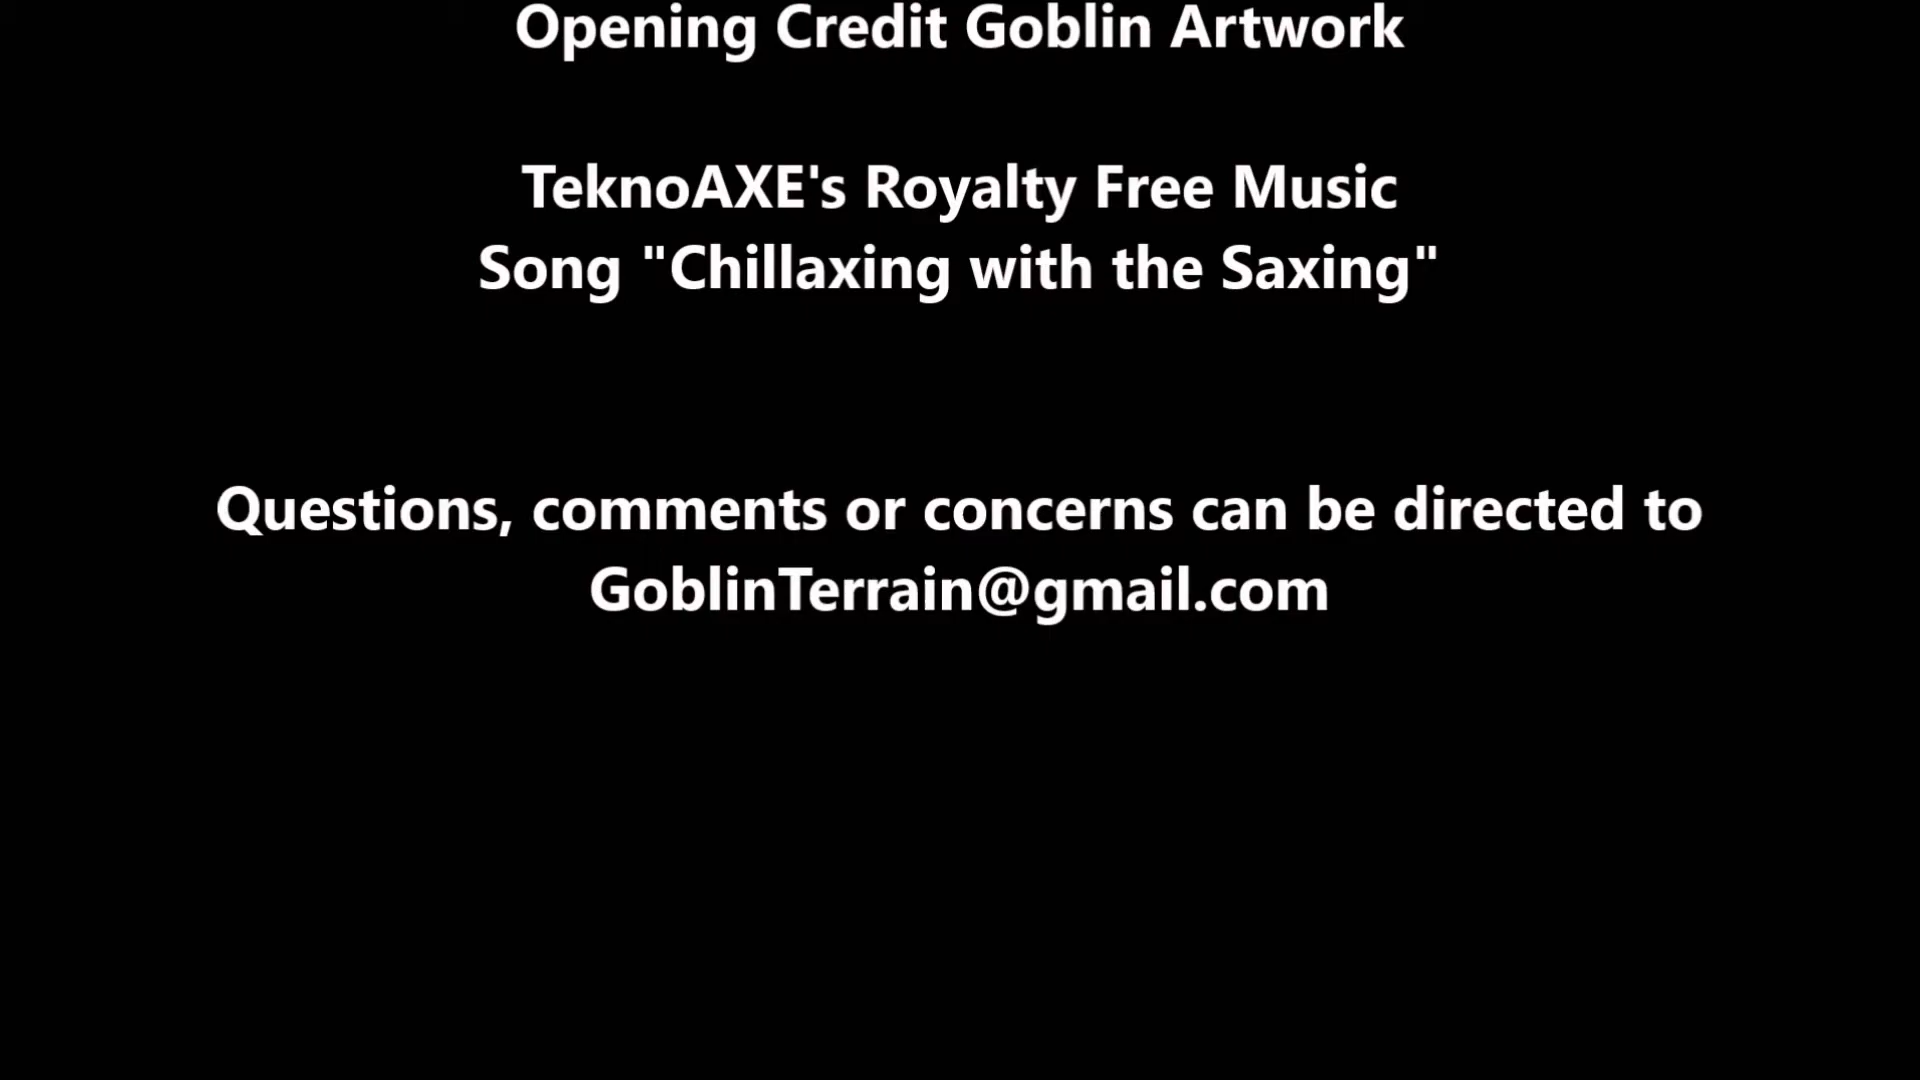 Opening Credit Goblin Artwork
TeknoAXE's Royalty Free Music
Song "Chillaxing with the Saxing"
Questions, comments or concerns can be directed to
GoblinTerrain@gmail.com